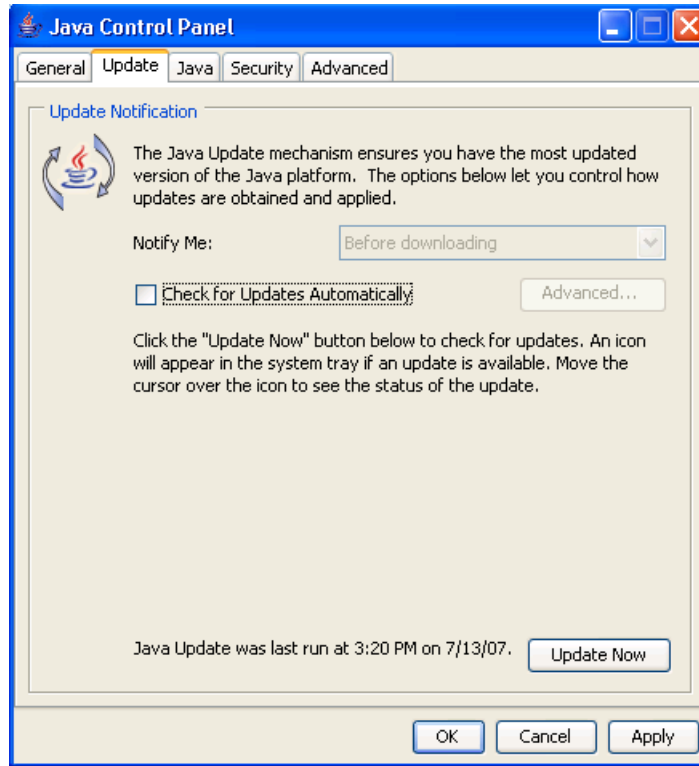 Java Control Panel
General Update Java Security Advanced
Update Notification
The Java Update mechanism ensures you have the most updated
version of the Java platform. The options below let you control how
updates are obtained and applied.
Notify Me: Before downloading
Check for Updates Automatically Advanced...
Click the "Update Now" button below to check for updates. An icon
will appear in the system tray if an update is available. Move the
cursor over the icon to see the status of the update.
Java Update was last run at 3:20 PM on 7/13/07. Update Now
OK Cancel Apply